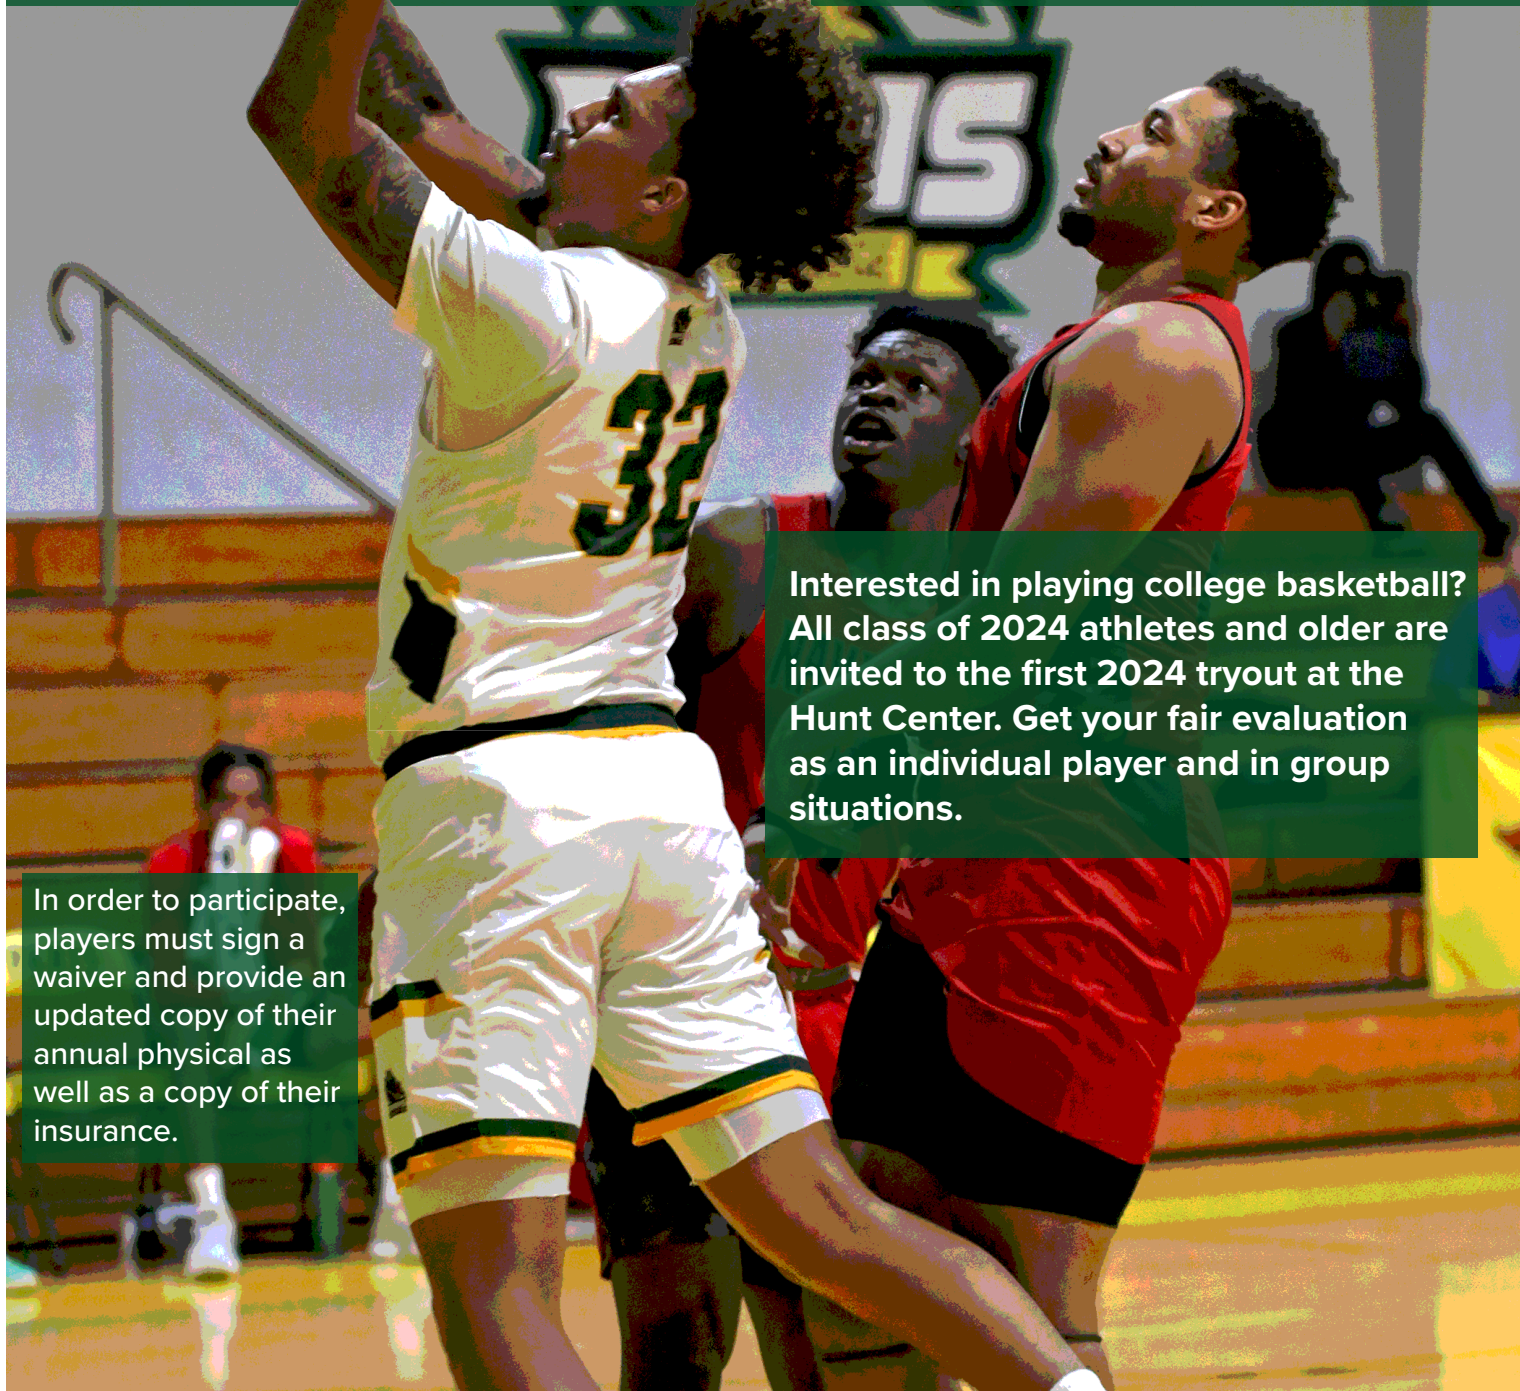 32
Interested in playing college basketball?
All class of 2024 athletes and older are
invited to the first 2024 tryout at the
Hunt Center. Get your fair evaluation
as an individual player and in group
situations.
In order to participate,
players must sign a
waiver and provide an
updated copy of their
annual physical as
well as a copy of their
insurance.